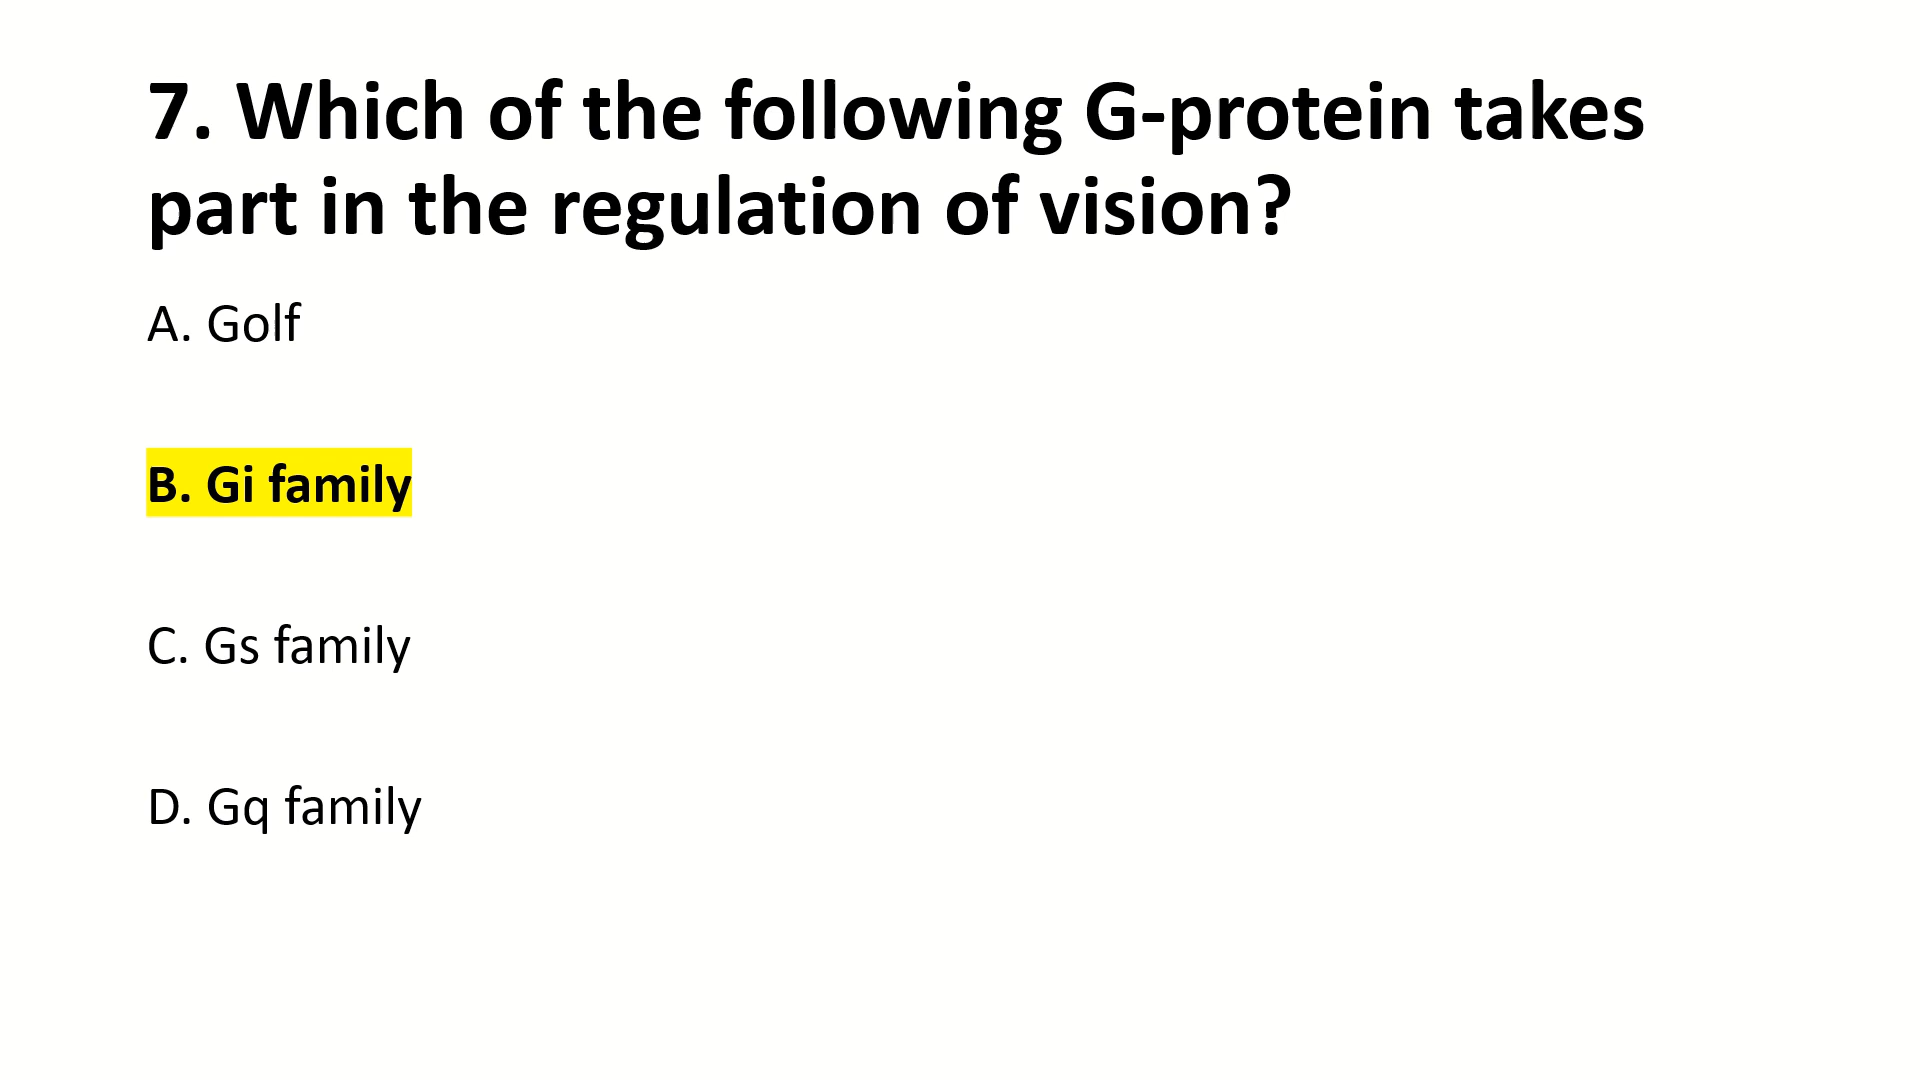 7. Which of the following G-protein takes
part in the regulation of vision?
A. Golf
B. Gi family
C. Gs family
D. Gq family